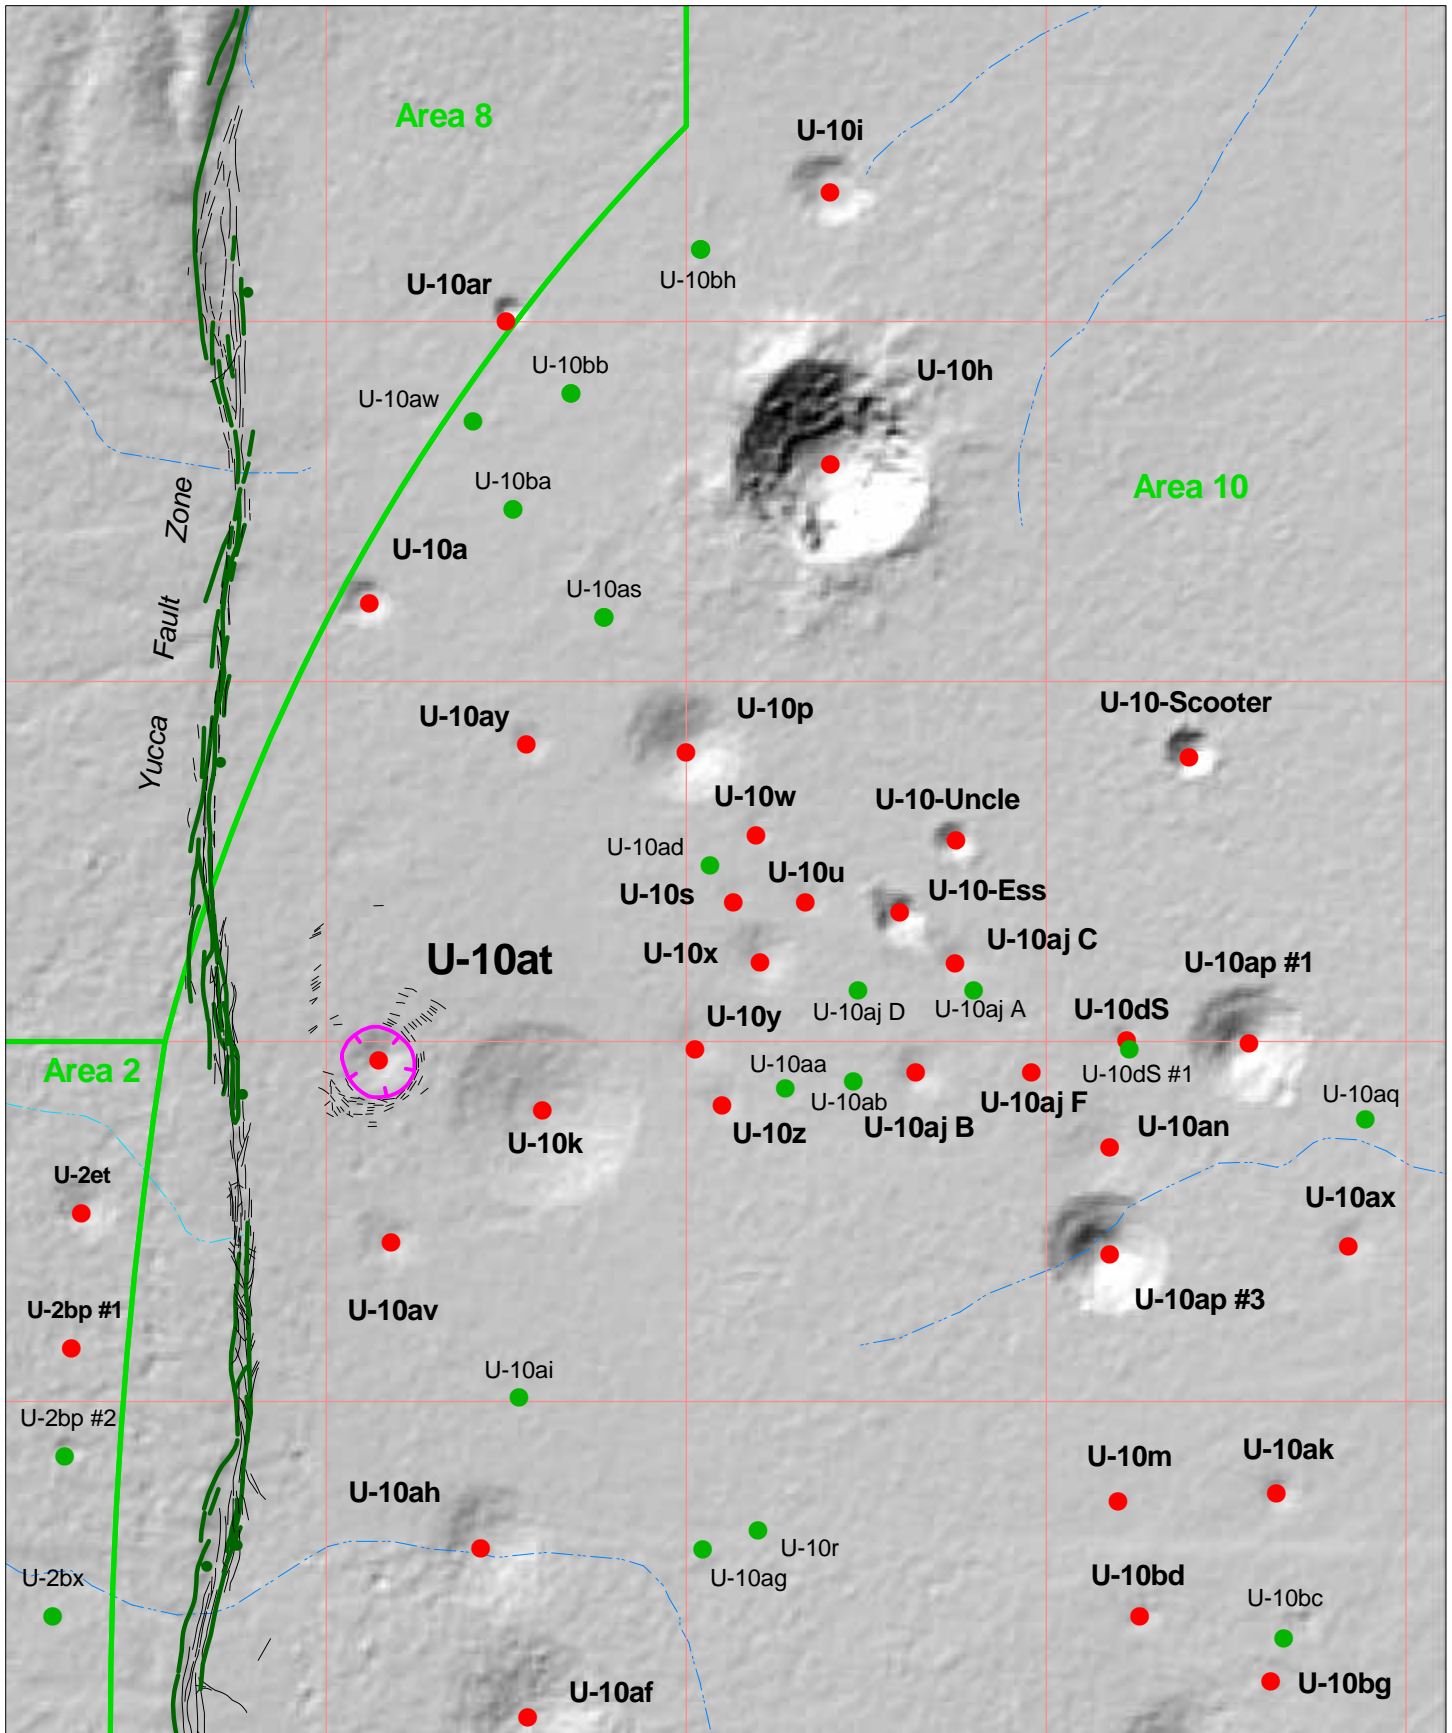 Area 8
U-10i
U-10bh
U-10ar
U-10bb
U-10h
U-10aw
U-10ba
Area 10
Zone
U-10a
U-10as
Fault
U-10-Scooter
U-10p
U-10ay
Yucca
U-10w
U-10-Uncle
U-10ad
U-10u
U-10s
U-10-Ess
U-10aj C
U-10x
U-10at
U-10ap #1
U-10aj D
U-10aj A
U-10dS
U-10y
U-10dS #1
U-10aa
Area 2
U-10aq
U-10ab
U-10aj F
U-10aj B
U-10an
U-10z
U-10k
U-2et
U-10ax
U-10ap #3
U-2bp #1
U-10av
U-10ai
U-2bp #2
U-10m
U-10ak
U-10ah
U-10r
U-10ag
U-2bx
U-10bd
U-10bc
U-10bg
U-10af